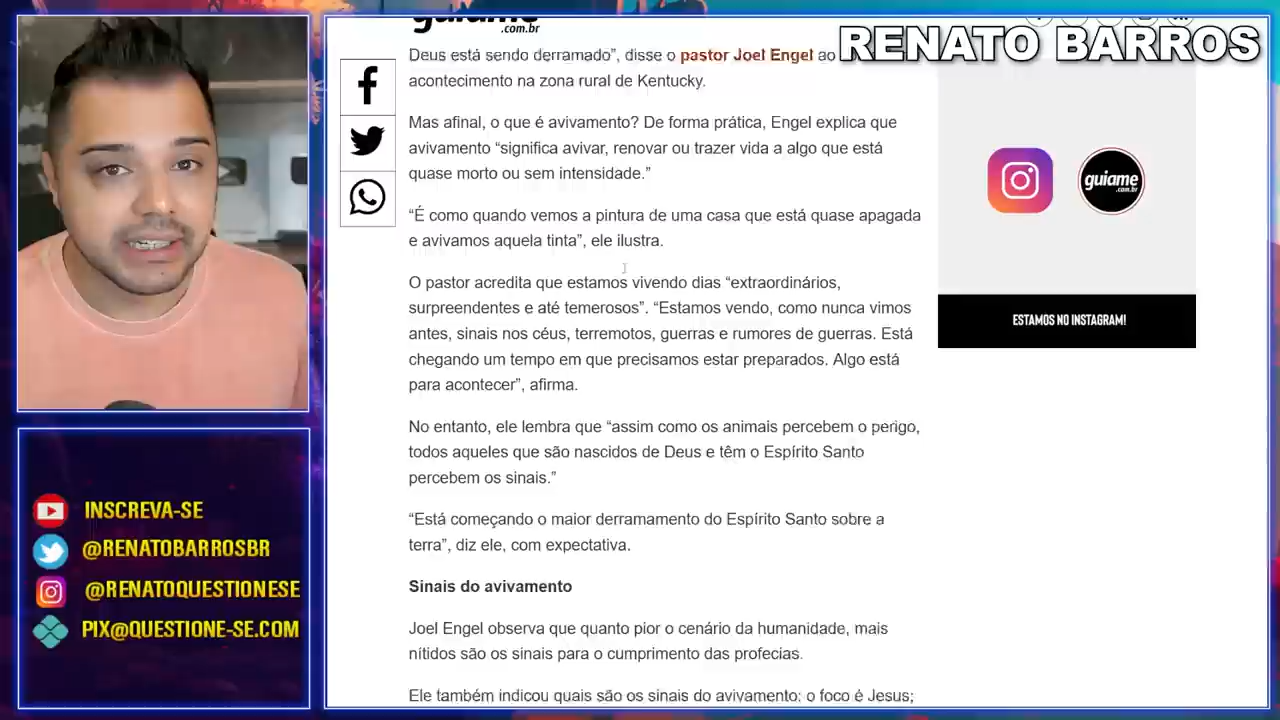 guiame
.com.br
RENATO BARROS
Deus está sendo derramado”, disse o pastor Joel Engel ao
acontecimento na zona rural de Kentucky.
Mas afinal, o que é avivamento? De forma prática, Engel explica que
avivamento “significa avivar, renovar ou trazer vida a algo que está
quase morto ou sem intensidade.”
“É como quando vemos a pintura de uma casa que está quase apagada
e avivamos aquela tinta”, ele ilustra.
O pastor acredita que estamos vivendo dias “extraordinários,
surpreendentes e até temerosos”. “Estamos vendo, como nunca vimos
antes, sinais nos céus, terremotos, guerras e rumores de guerras. Está
chegando um tempo em que precisamos estar preparados. Algo está
para acontecer”, afirma.
No entanto, ele lembra que “assim como os animais percebem o perigo,
todos aqueles que são nascidos de Deus e têm o Espírito Santo
percebem os sinais.”
“Está começando o maior derramamento do Espírito Santo sobre a
terra”, diz ele, com expectativa.
Sinais do avivamento
Joel Engel observa que quanto pior o cenário da humanidade, mais
nítidos são os sinais para o cumprimento das profecias.
Ele também indicou quais são os sinais do avivamento: o foco é Jesus;
guiame
.com.br
ESTAMOS NO INSTAGRAM!
INSCREVA-SE
@RENATOBARROSBR
@RENATOQUESTIONESE
PIX@QUESTIONE-SE.COM